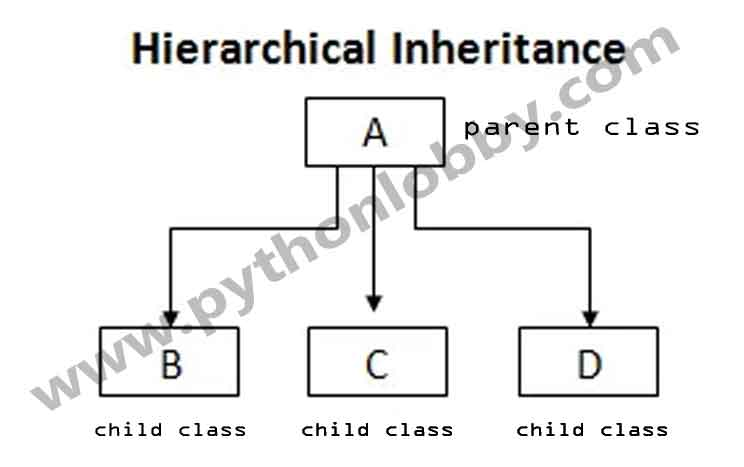 Hierarchical Inheritance
A
parent class
www.pythonlobby.com
B
C
D
child class
child class
child class